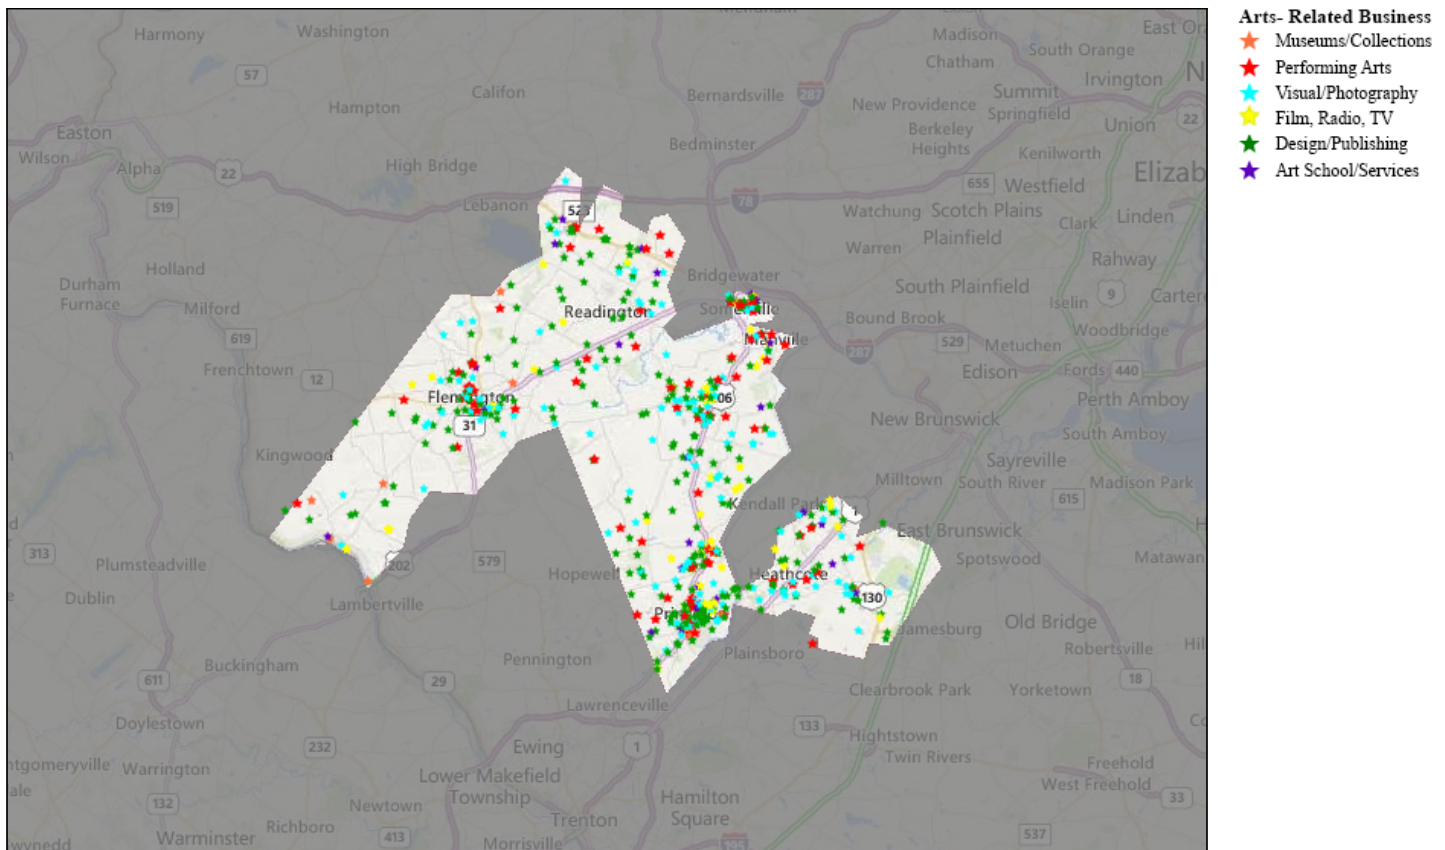 Arts- Related Business
Museums/Collections
Performing Arts
Visual/Photography
Film, Radio, TV
Design/Publishing
Art School/Services
Harmony
Washington
Madison
South Orange
Chatham
57
Califon
Irvington
Bernardsville
287
Summit
Hampton
New Providence
Springfield
22
Easton
Berkeley
Heights
Union
Wilson
Alpha
22
High Bridge
Bedminster
Kenilworth
655
Westfield
519
Lebanon
78
Watchung
Scotch Plains
Linden
Clark
Plainfield
Warren
Rahway
Holland
Bridgewater
Durham
Furnace
South Plainfield
9
Milford
Readington
Iselin
Bound Brook
Woodbridge
619
Manville
287
529
Metuchen
Frenchtown
12
Edison
Fords
440
Flemington
Perth Amboy
31
New Brunswick
South Amboy
Kingwood
Sayreville
Milltown
South River
Madison Park
615
Kendall Park
East Brunswick
313
Spotswood
Matawan
Plumsteadville
202
579
Hopewell
Heathcote
Dublin
Lambertville
130
Jamesburg
Old Bridge
Plainsboro
Robertsville
Buckingham
Pennington
611
29
18
Clearbrook Park
Yorketown
Lawrenceville
Doylestown
133
232
Ewing
1
Hightstown
Twin Rivers
Freehold
Warrington
Lower Makefield
Township
West Freehold
132
Newtown
Hamilton
Square
33
Richboro
Trenton
Warminster
413
537
Morrisville
195